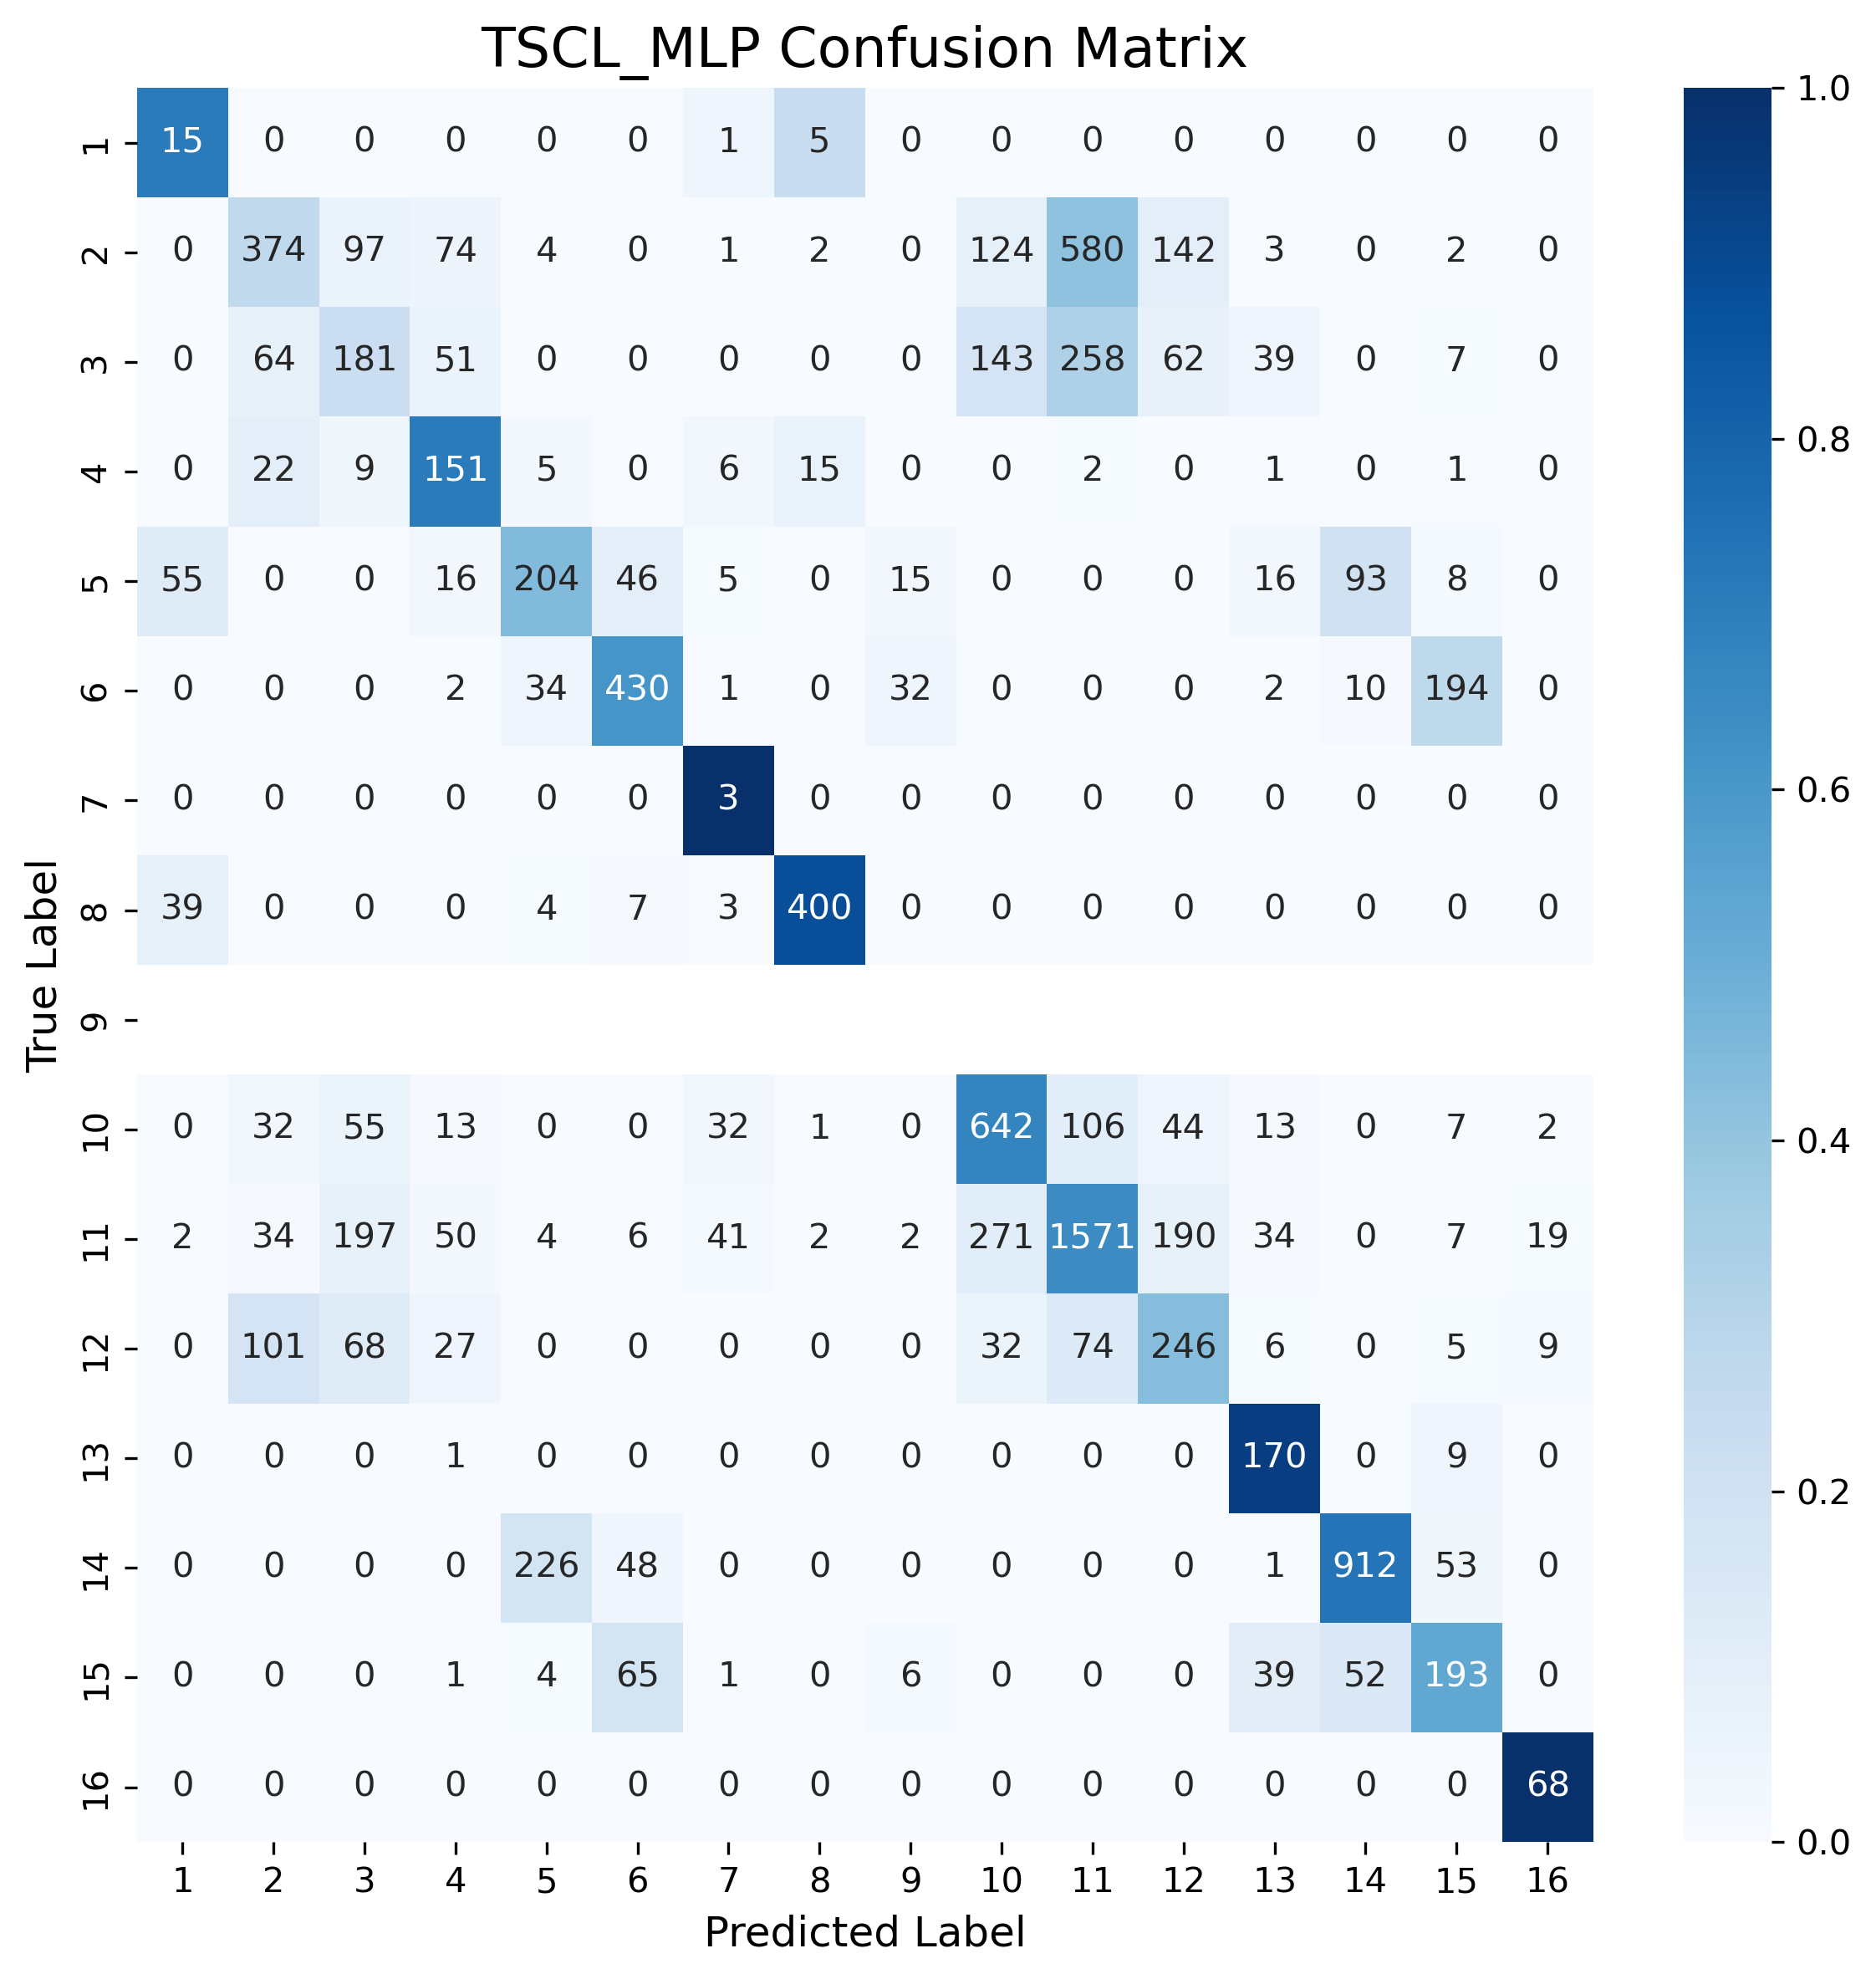 TSCL_MLP Confusion Matrix
1 15 0 0 0 0 0 1 5 0 0 0 0 0 0 0 0
2 0 374 97 74 4 0 1 2 0 124 580 142 3 0 2 0
3 0 64 181 51 0 0 0 0 0 143 258 62 39 0 7 0
4 0 22 9 151 5 0 6 15 0 0 2 0 1 0 1 0
5 55 0 0 16 204 46 5 0 15 0 0 0 16 93 8 0
6 0 0 0 2 34 430 1 0 32 0 0 0 2 10 194 0
7 0 0 0 0 0 0 3 0 0 0 0 0 0 0 0 0
8 39 0 0 0 4 7 3 400 0 0 0 0 0 0 0 0
9
10 0 32 55 13 0 0 32 1 0 642 106 44 13 0 7 2
11 2 34 197 50 4 6 41 2 2 271 1571 190 34 0 7 19
12 0 101 68 27 0 0 0 0 0 32 74 246 6 0 5 9
13 0 0 0 1 0 0 0 0 0 0 0 0 170 0 9 0
14 0 0 0 0 226 48 0 0 0 0 0 0 1 912 53 0
15 0 0 0 1 4 65 1 0 6 0 0 0 39 52 193 0
16 0 0 0 0 0 0 0 0 0 0 0 0 0 0 0 68
1 2 3 4 5 6 7 8 9 10 11 12 13 14 15 16
Predicted Label
True Label
1.0
0.8
0.6
0.4
0.2
0.0